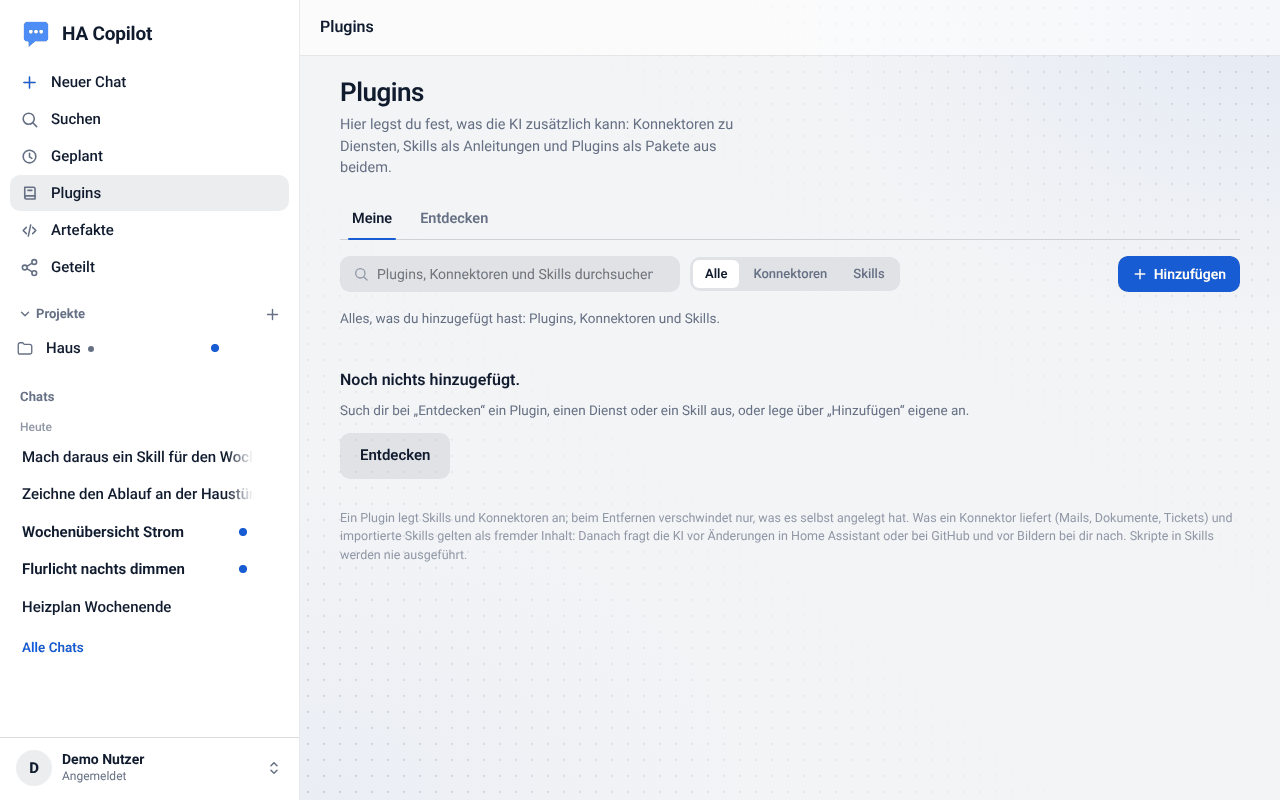 HA Copilot
Neuer Chat
Suchen
Geplant
Plugins
Artefakte
Geteilt
Projekte
Haus
Chats
Heute
Mach daraus ein Skill für den
Zeichne den Ablauf an der
Wochenübersicht Strom
Flurlicht nachts dimmen
Heizplan Wochenende
Alle Chats
D
Demo Nutzer
Angemeldet
Plugins
Plugins
Hier legst du fest, was die KI zusätzlich kann: Konnektoren zu
Diensten, Skills als Anleitungen und Plugins als Pakete aus
beidem.
Meine Entdecken
Plugins, Konnektoren und Skills
Alle Konnektoren Skills
Hinzufügen
Alles, was du hinzugefügt hast: Plugins, Konnektoren und Skills.
Noch nichts hinzugefügt.
Such dir bei „Entdecken“ ein Plugin, einen Dienst oder ein Skill aus, oder lege über „Hinzufügen“ eigene an.
Entdecken
Ein Plugin legt Skills und Konnektoren an; beim Entfernen verschwindet nur, was es selbst angelegt hat. Was ein Konnektor liefert (Mails, Dokumente, Tickets) und
importierte Skills gelten als fremder Inhalt: Danach fragt die KI vor Änderungen in Home Assistant oder bei GitHub und vor Bildern bei dir nach. Skripte in Skills
werden nie ausgeführt.